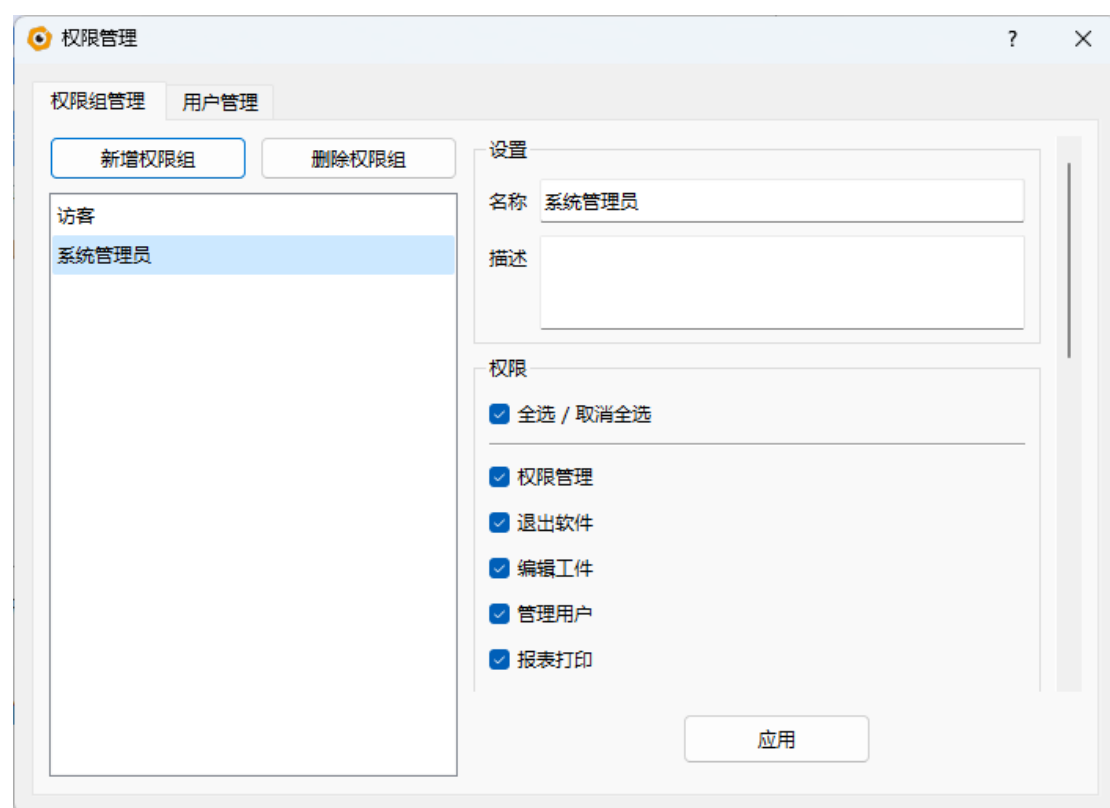 权限管理
?
权限组管理 用户管理
新增权限组 删除权限组
访客
系统管理员
设置
名称 系统管理员
描述
权限
全选 / 取消全选
权限管理
退出软件
编辑工件
管理用户
报表打印
应用